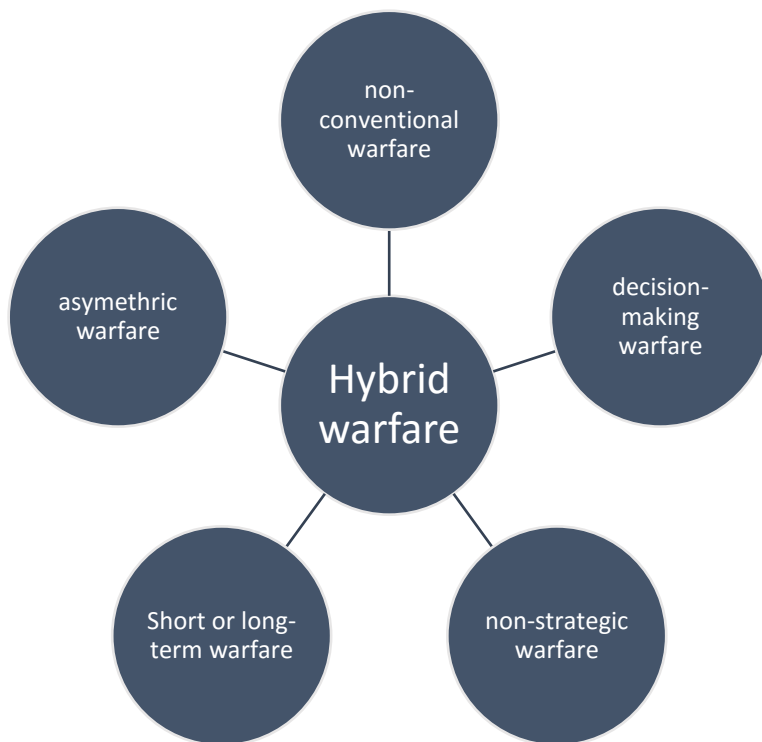 non-
conventional
warfare
asymethric
warfare
decision-
making
warfare
Hybrid
warfare
Short or long-
term warfare
non-strategic
warfare